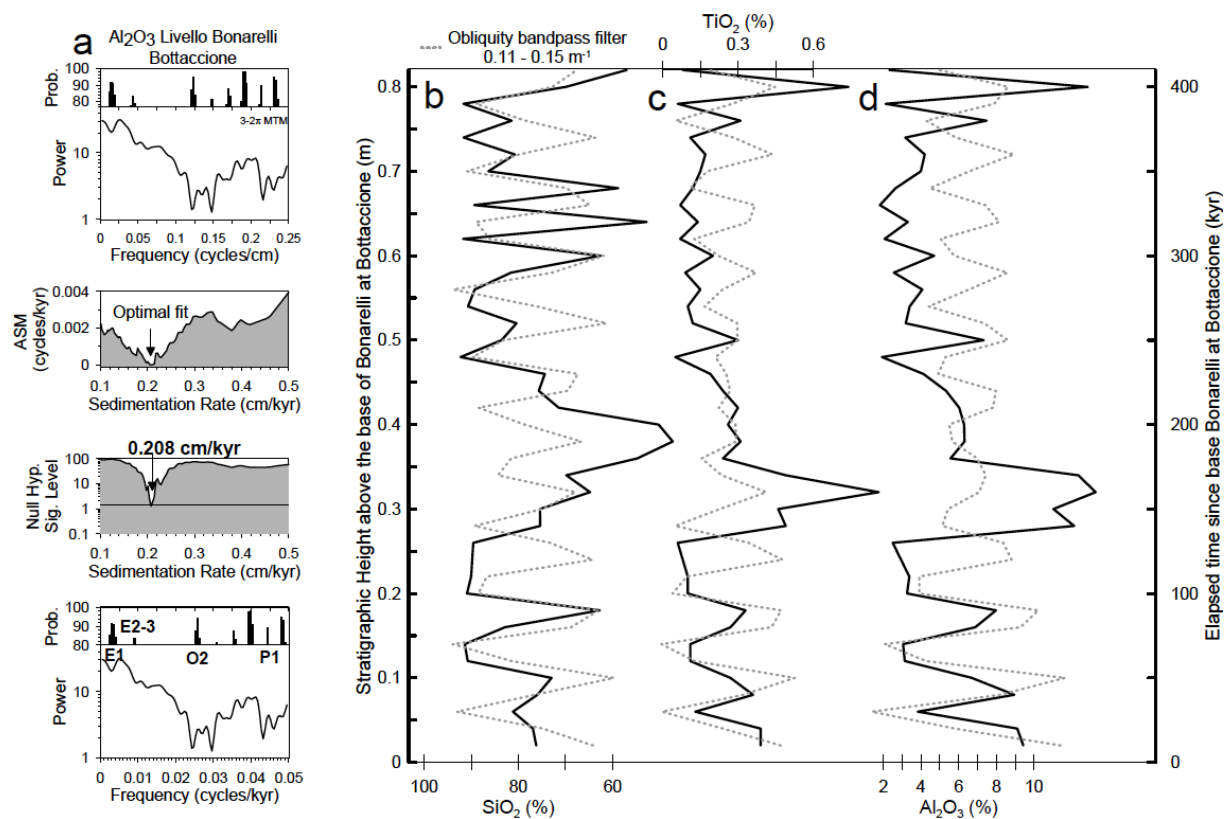 a
Al2O3 Livello Bonarelli
Bottaccione
Prob.
100
90
80
3-2π MTM
Power
10
1
0 0.05 0.1 0.15 0.2 0.25
Frequency (cycles/cm)
ASM
(cycles/kyr)
0.004
0.002
0
Optimal fit
0.1 0.2 0.3 0.4 0.5
Sedimentation Rate (cm/kyr)
0.208 cm/kyr
Null Hyp.
Sig. Level
100
10
1
0.1
0.1 0.2 0.3 0.4 0.5
Sedimentation Rate (cm/kyr)
Prob.
100
90
80
E1
E2-3
O2
P1
Power
10
1
0 0.01 0.02 0.03 0.04 0.05
Frequency (cycles/kyr)
Obliquity bandpass filter
0.11 - 0.15 m-1
TiO2 (%)
0 0.3 0.6
b
c
d
Stratigraphic Height above the base of Bonarelli at Bottaccione (m)
0.8
0.7
0.6
0.5
0.4
0.3
0.2
0.1
0
100 80 60
SiO2 (%)
2 4 6 8 10
Al2O3 (%)
400
300
200
100
0
Elapsed time since base Bonarelli at Bottaccione (kyr)